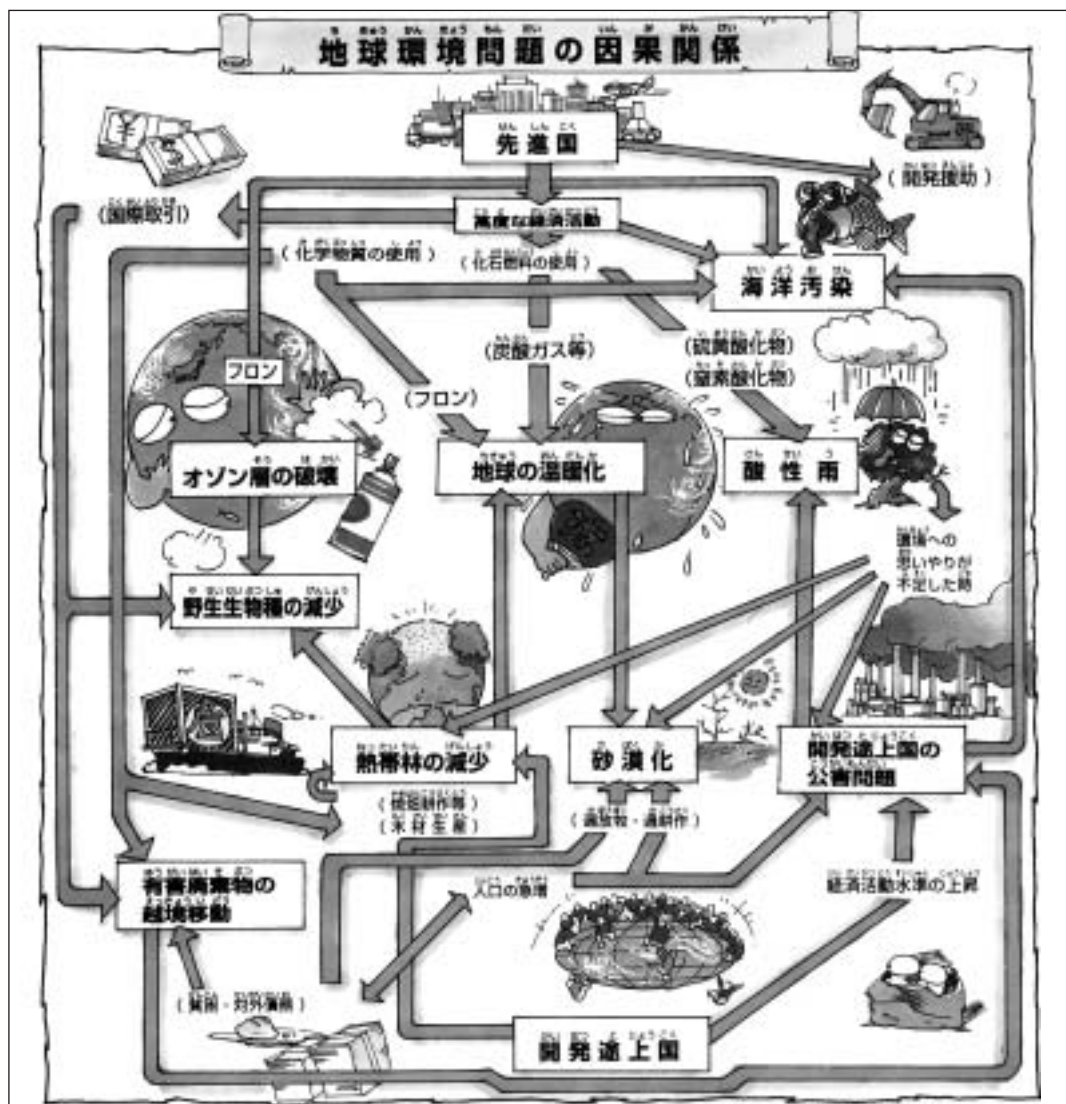 地球環境問題の因果関係
先進国
(開発援助)
(国際取引)
高度な経済活動
(化学物質の使用)
(化石燃料の使用)
海洋汚染
(炭酸ガス等)
(硫黄酸化物)
(窒素酸化物)
フロン
(フロン)
オゾン層の破壊
地球の温暖化
酸性雨
環境への
思いやりが
不足した時
野生生物種の減少
熱帯林の減少
砂漠化
開発途上国の
公害問題
(焼畑耕作等)
(木材生産)
(過放牧・過耕作)
有害廃棄物の
越境移動
人口の急増
経済活動水準の上昇
(貧困・対外債務)
開発途上国